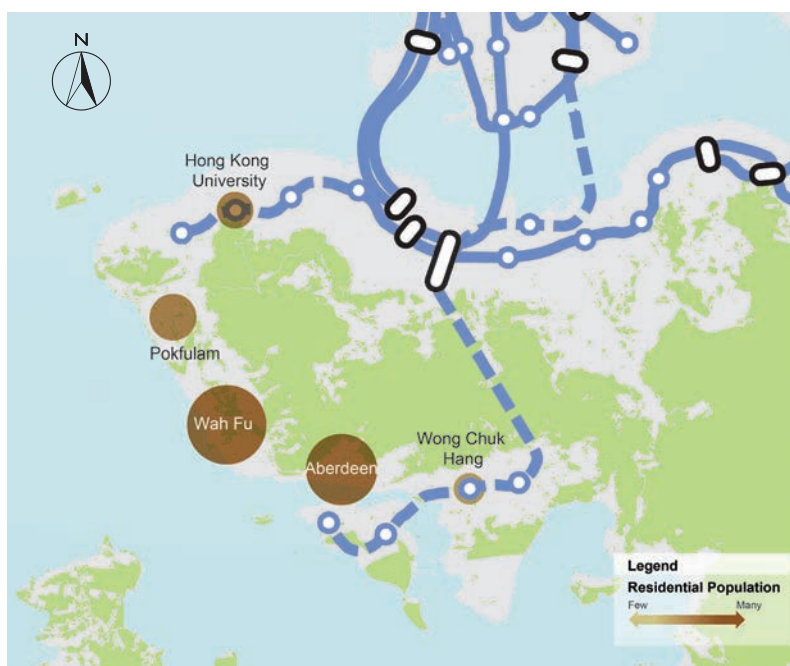 N
Hong Kong
University
Pokfulam
Wah Fu
Aberdeen
Wong Chuk
Hang
Legend
Residential Population
Few Many